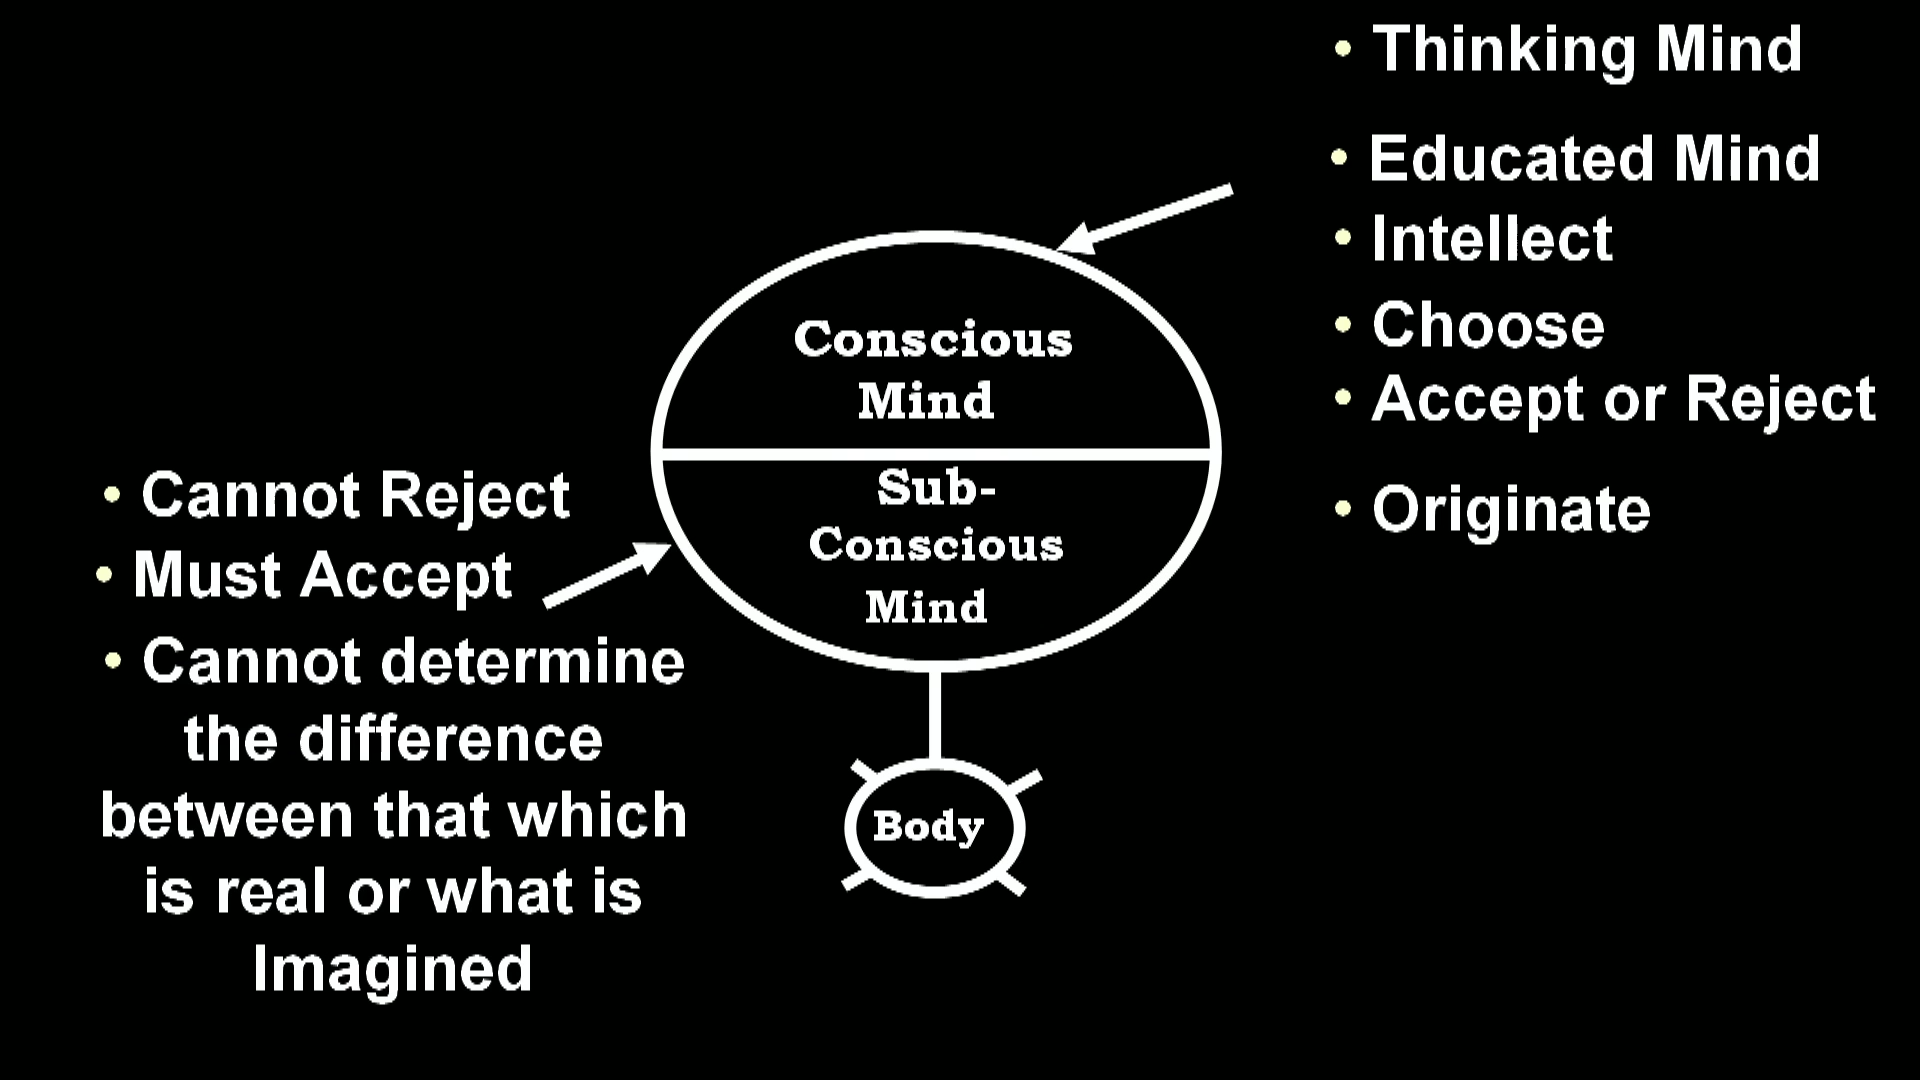 • Thinking Mind
• Educated Mind
• Intellect
• Choose
• Accept or Reject
• Originate
Conscious
Mind
Sub-
Conscious
Mind
Body
• Cannot Reject
• Must Accept
• Cannot determine
the difference
between that which
is real or what is
Imagined